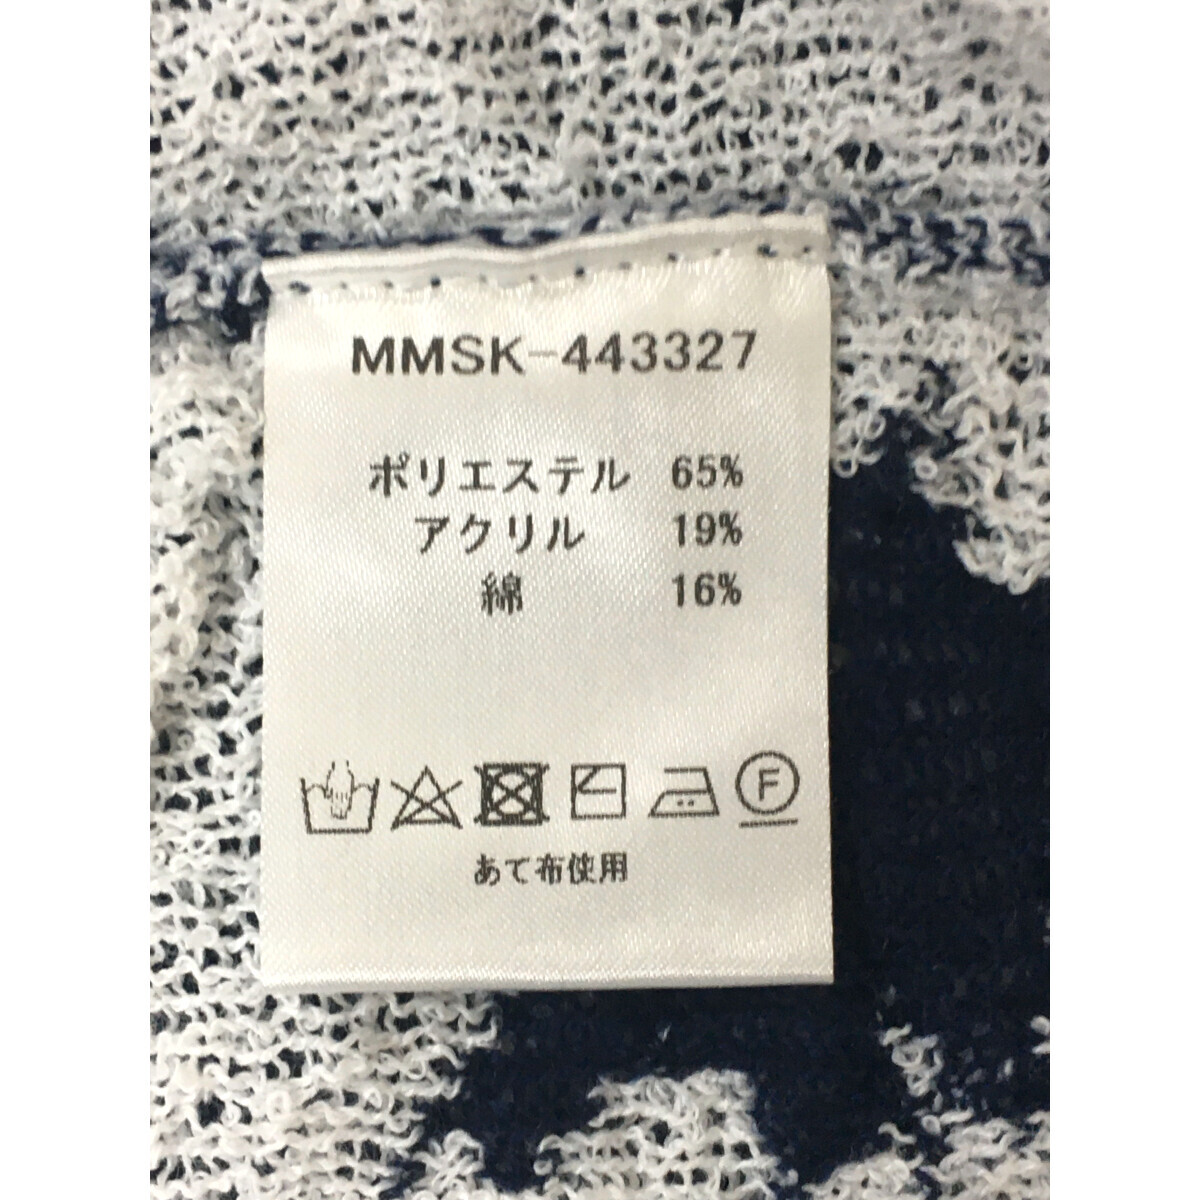 MMSK-443327
ポリエステル 65%
アクリル 19%
綿 16%
F
あて布使用